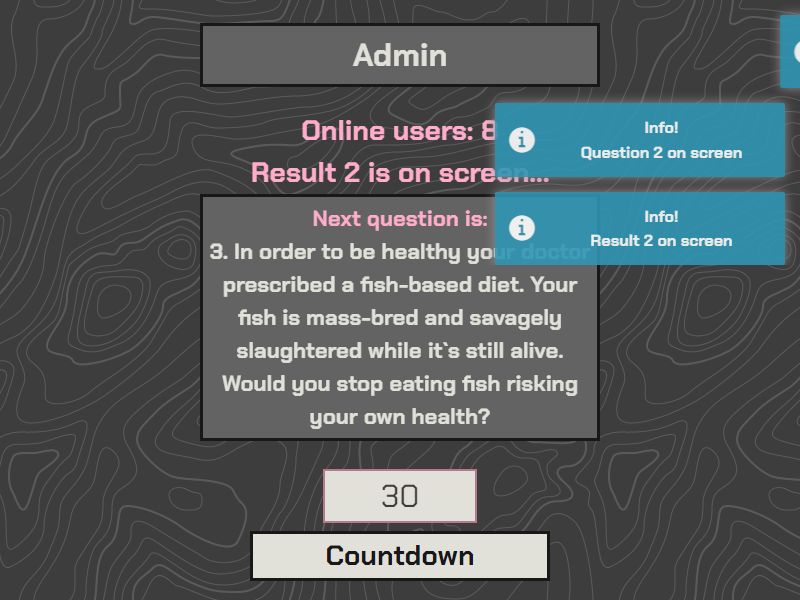 Admin
Online users: 8
Result 2 is on screen...
Info!
Question 2 on screen
Info!
Result 2 on screen
Next question is:
3. In order to be healthy your doctor
prescribed a fish-based diet. Your
fish is mass-bred and savagely
slaughtered while it`s still alive.
Would you stop eating fish risking
your own health?
30
Countdown